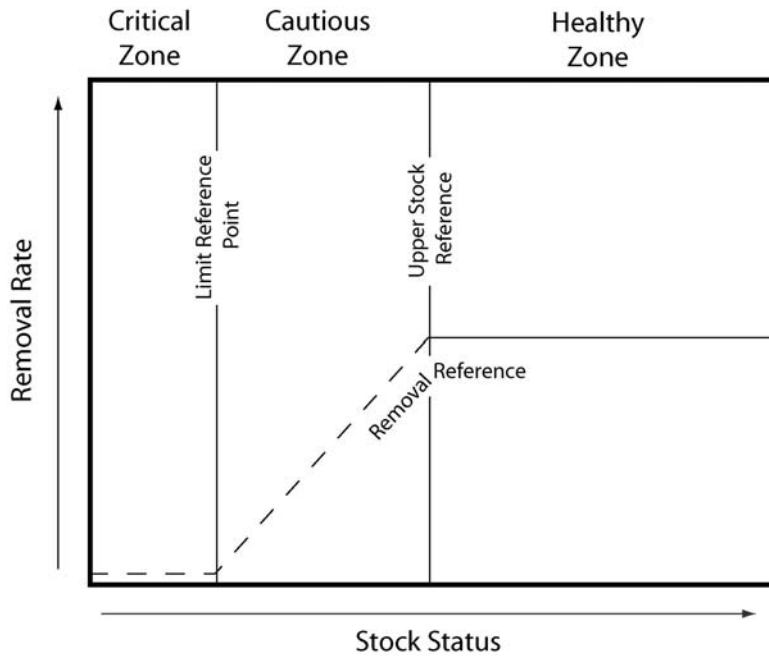 Critical
Zone
Cautious
Zone
Healthy
Zone
Removal Rate
Limit Reference
Point
Upper Stock
Reference
Removal Reference
Stock Status